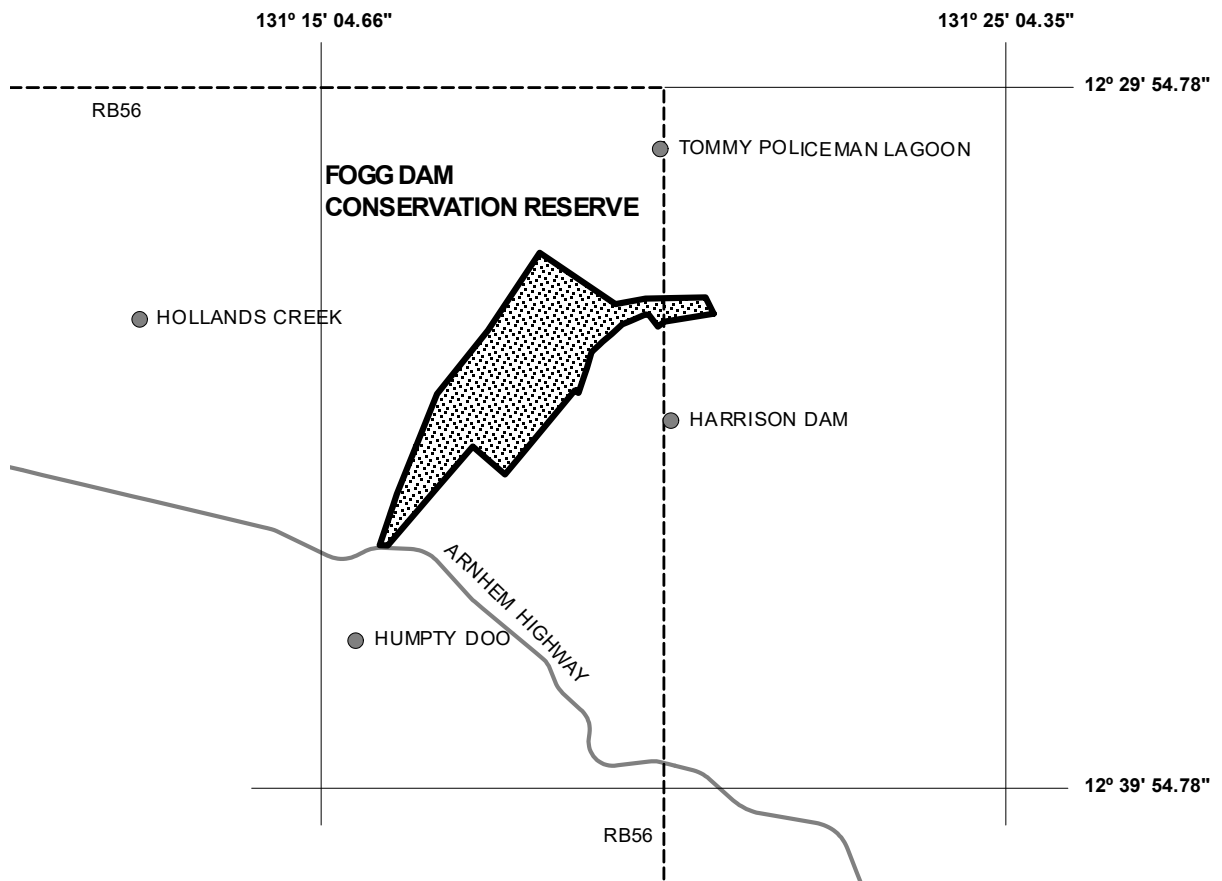 131º 15' 04.66"
131º 25' 04.35"
12º 29' 54.78"
RB56
TOMMY POLICEMAN LAGOON
FOGG DAM
CONSERVATION RESERVE
HOLLANDS CREEK
HARRISON DAM
ARNHEM HIGHWAY
HUMPTY DOO
12º 39' 54.78"
RB56